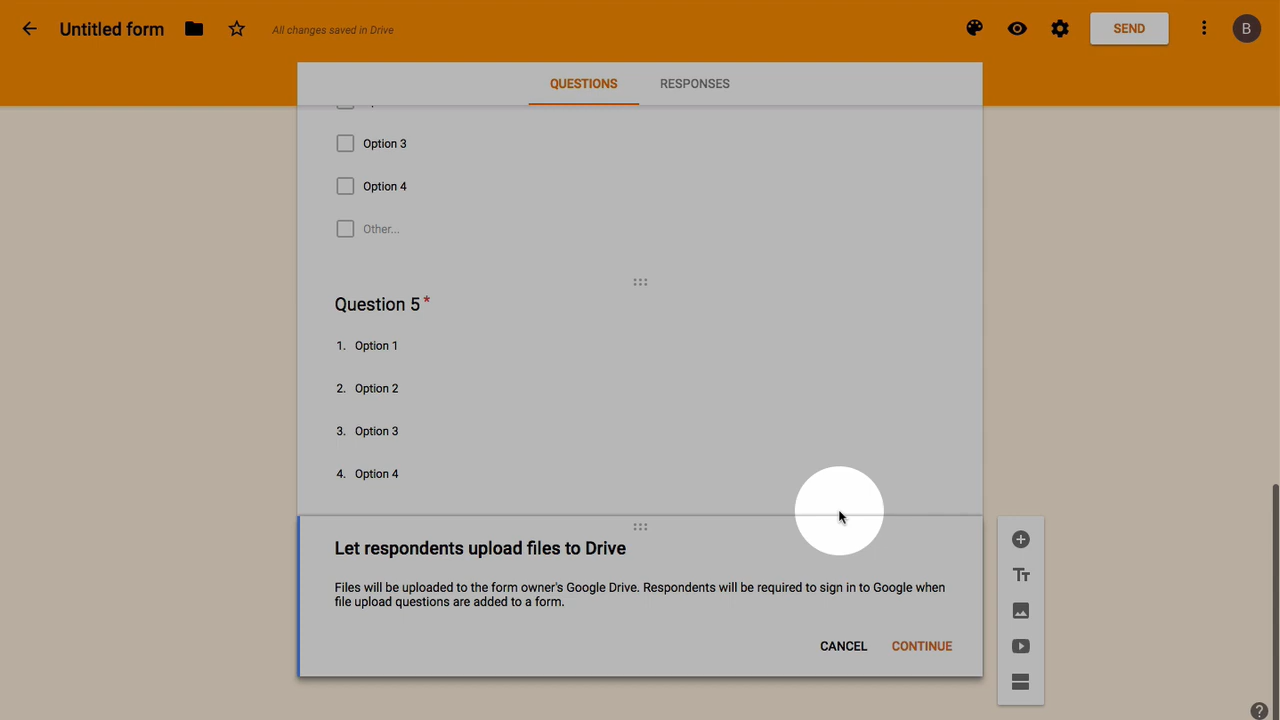 Untitled form
All changes saved in Drive
SEND
B
QUESTIONS
RESPONSES
Option 3
Option 4
Other...
Question 5 *
1. Option 1
2. Option 2
3. Option 3
4. Option 4
Let respondents upload files to Drive
Files will be uploaded to the form owner's Google Drive. Respondents will be required to sign in to Google when
file upload questions are added to a form.
CANCEL
CONTINUE